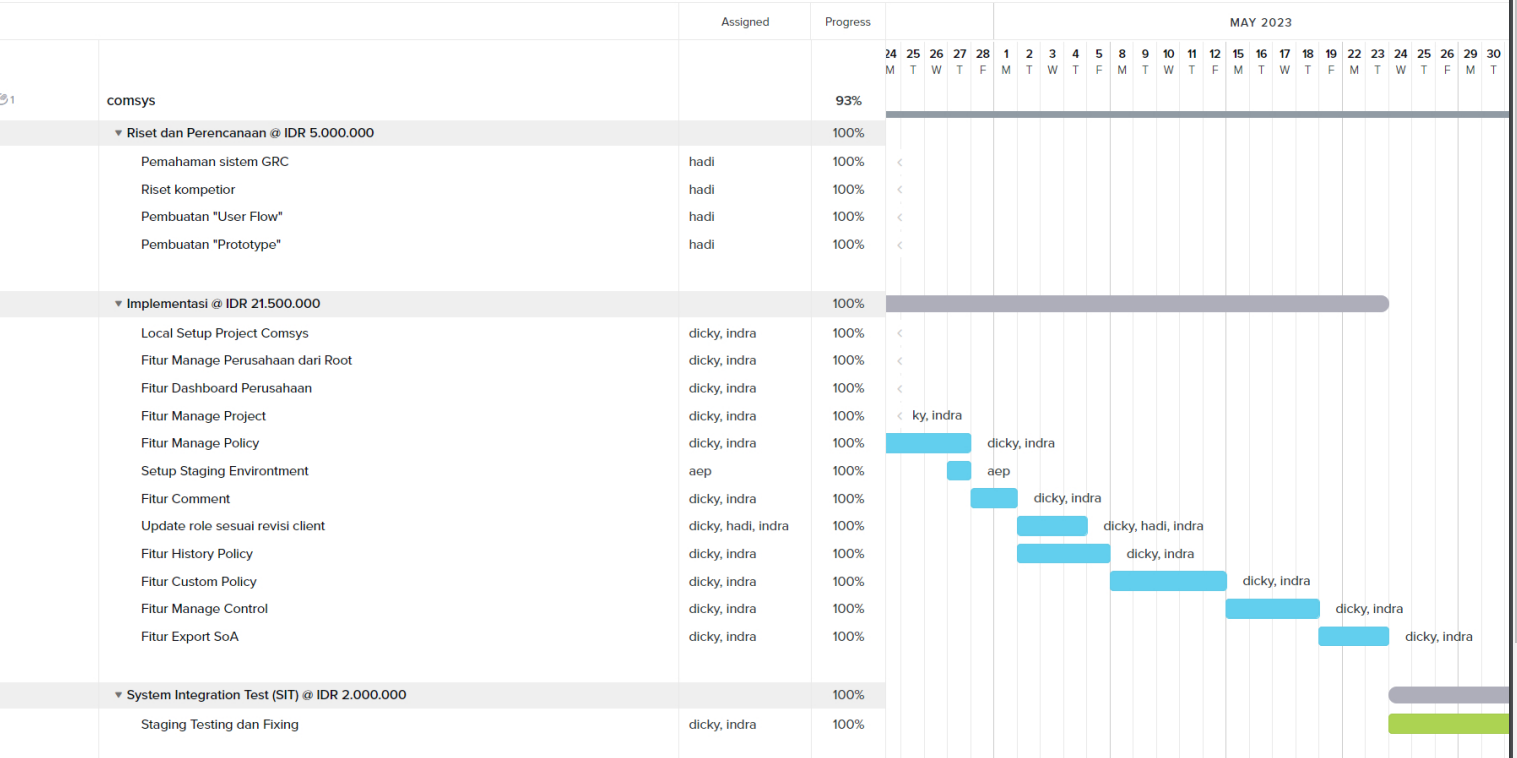 Assigned Progress MAY 2023
24 25 26 27 28 1 2 3 4 5 8 9 10 11 12 15 16 17 18 19 22 23 24 25 26 29 30
M T W T F M T W T F M T W T F M T W T F M T W T F M T
1 comsys 93%
Riset dan Perencanaan @ IDR 5.000.000 100%
Pemahaman sistem GRC hadi 100%
Riset kompetior hadi 100%
Pembuatan "User Flow" hadi 100%
Pembuatan "Prototype" hadi 100%
Implementasi @ IDR 21.500.000 100%
Local Setup Project Comsys dicky, indra 100%
Fitur Manage Perusahaan dari Root dicky, indra 100%
Fitur Dashboard Perusahaan dicky, indra 100%
Fitur Manage Project dicky, indra 100% ky, indra
Fitur Manage Policy dicky, indra 100% dicky, indra
Setup Staging Environtment aep 100% aep
Fitur Comment dicky, indra 100% dicky, indra
Update role sesuai revisi client dicky, hadi, indra 100% dicky, hadi, indra
Fitur History Policy dicky, indra 100% dicky, indra
Fitur Custom Policy dicky, indra 100% dicky, indra
Fitur Manage Control dicky, indra 100% dicky, indra
Fitur Export SoA dicky, indra 100% dicky, indra
System Integration Test (SIT) @ IDR 2.000.000 100%
Staging Testing dan Fixing dicky, indra 100%